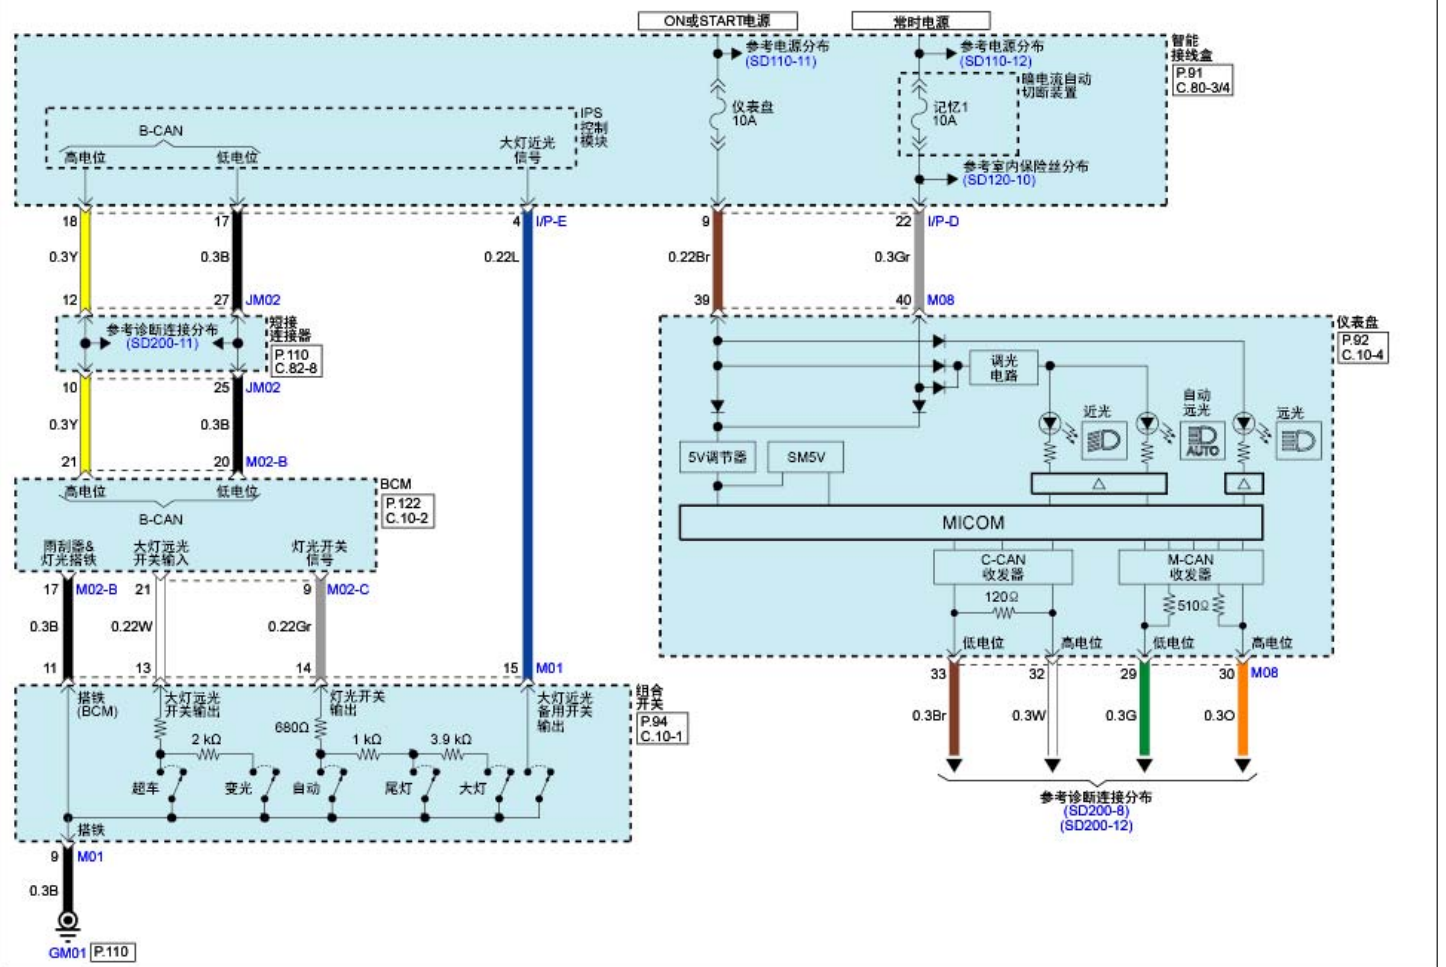 ON或START电源
常时电源
参考电源分布
(SD110-11)
参考电源分布
(SD110-12)
智能
接线盒
P.91
C.80-3/4
仪表盘
10A
记忆1
10A
电流自动
切断装置
IPS
控制
模块
B-CAN
高电位
低电位
大灯近光
信号
参考室内保险丝分布
(SD120-10)
18
17
4
I/P-E
9
22
I/P-D
0.3Y
0.3B
0.22L
0.22Br
0.3Gr
12
27
JM02
39
40
M08
参考诊断连接分布
(SD200-11)
短接
连接器
P.110
C.82-8
仪表盘
P.92
C.10-4
10
25
JM02
0.3Y
0.3B
21
20
M02-B
调光
电路
近光
自动
远光
AUTO
远光
5V调节器
SM5V
△
△
MICOM
C-CAN
收发器
M-CAN
收发器
120Ω
510Ω
低电位
高电位
低电位
高电位
33
32
29
30
M08
0.3Br
0.3W
0.3G
0.3O
参考诊断连接分布
(SD200-8)
(SD200-12)
高电位
低电位
B-CAN
BCM
P.122
C.10-2
雨刮器&
灯光搭铁
大灯远光
开关输入
灯光开关
信号
17
M02-B
21
9
M02-C
0.3B
0.22W
0.22Gr
11
13
14
15
M01
搭铁
(BCM)
大灯远光
开关输出
灯光开关
输出
大灯近光
备用开关
输出
组合
开关
P.94
C.10-1
680Ω
2 kΩ
1 kΩ
3.9 kΩ
超车
变光
自动
尾灯
大灯
搭铁
9
M01
0.3B
GM01
P.110